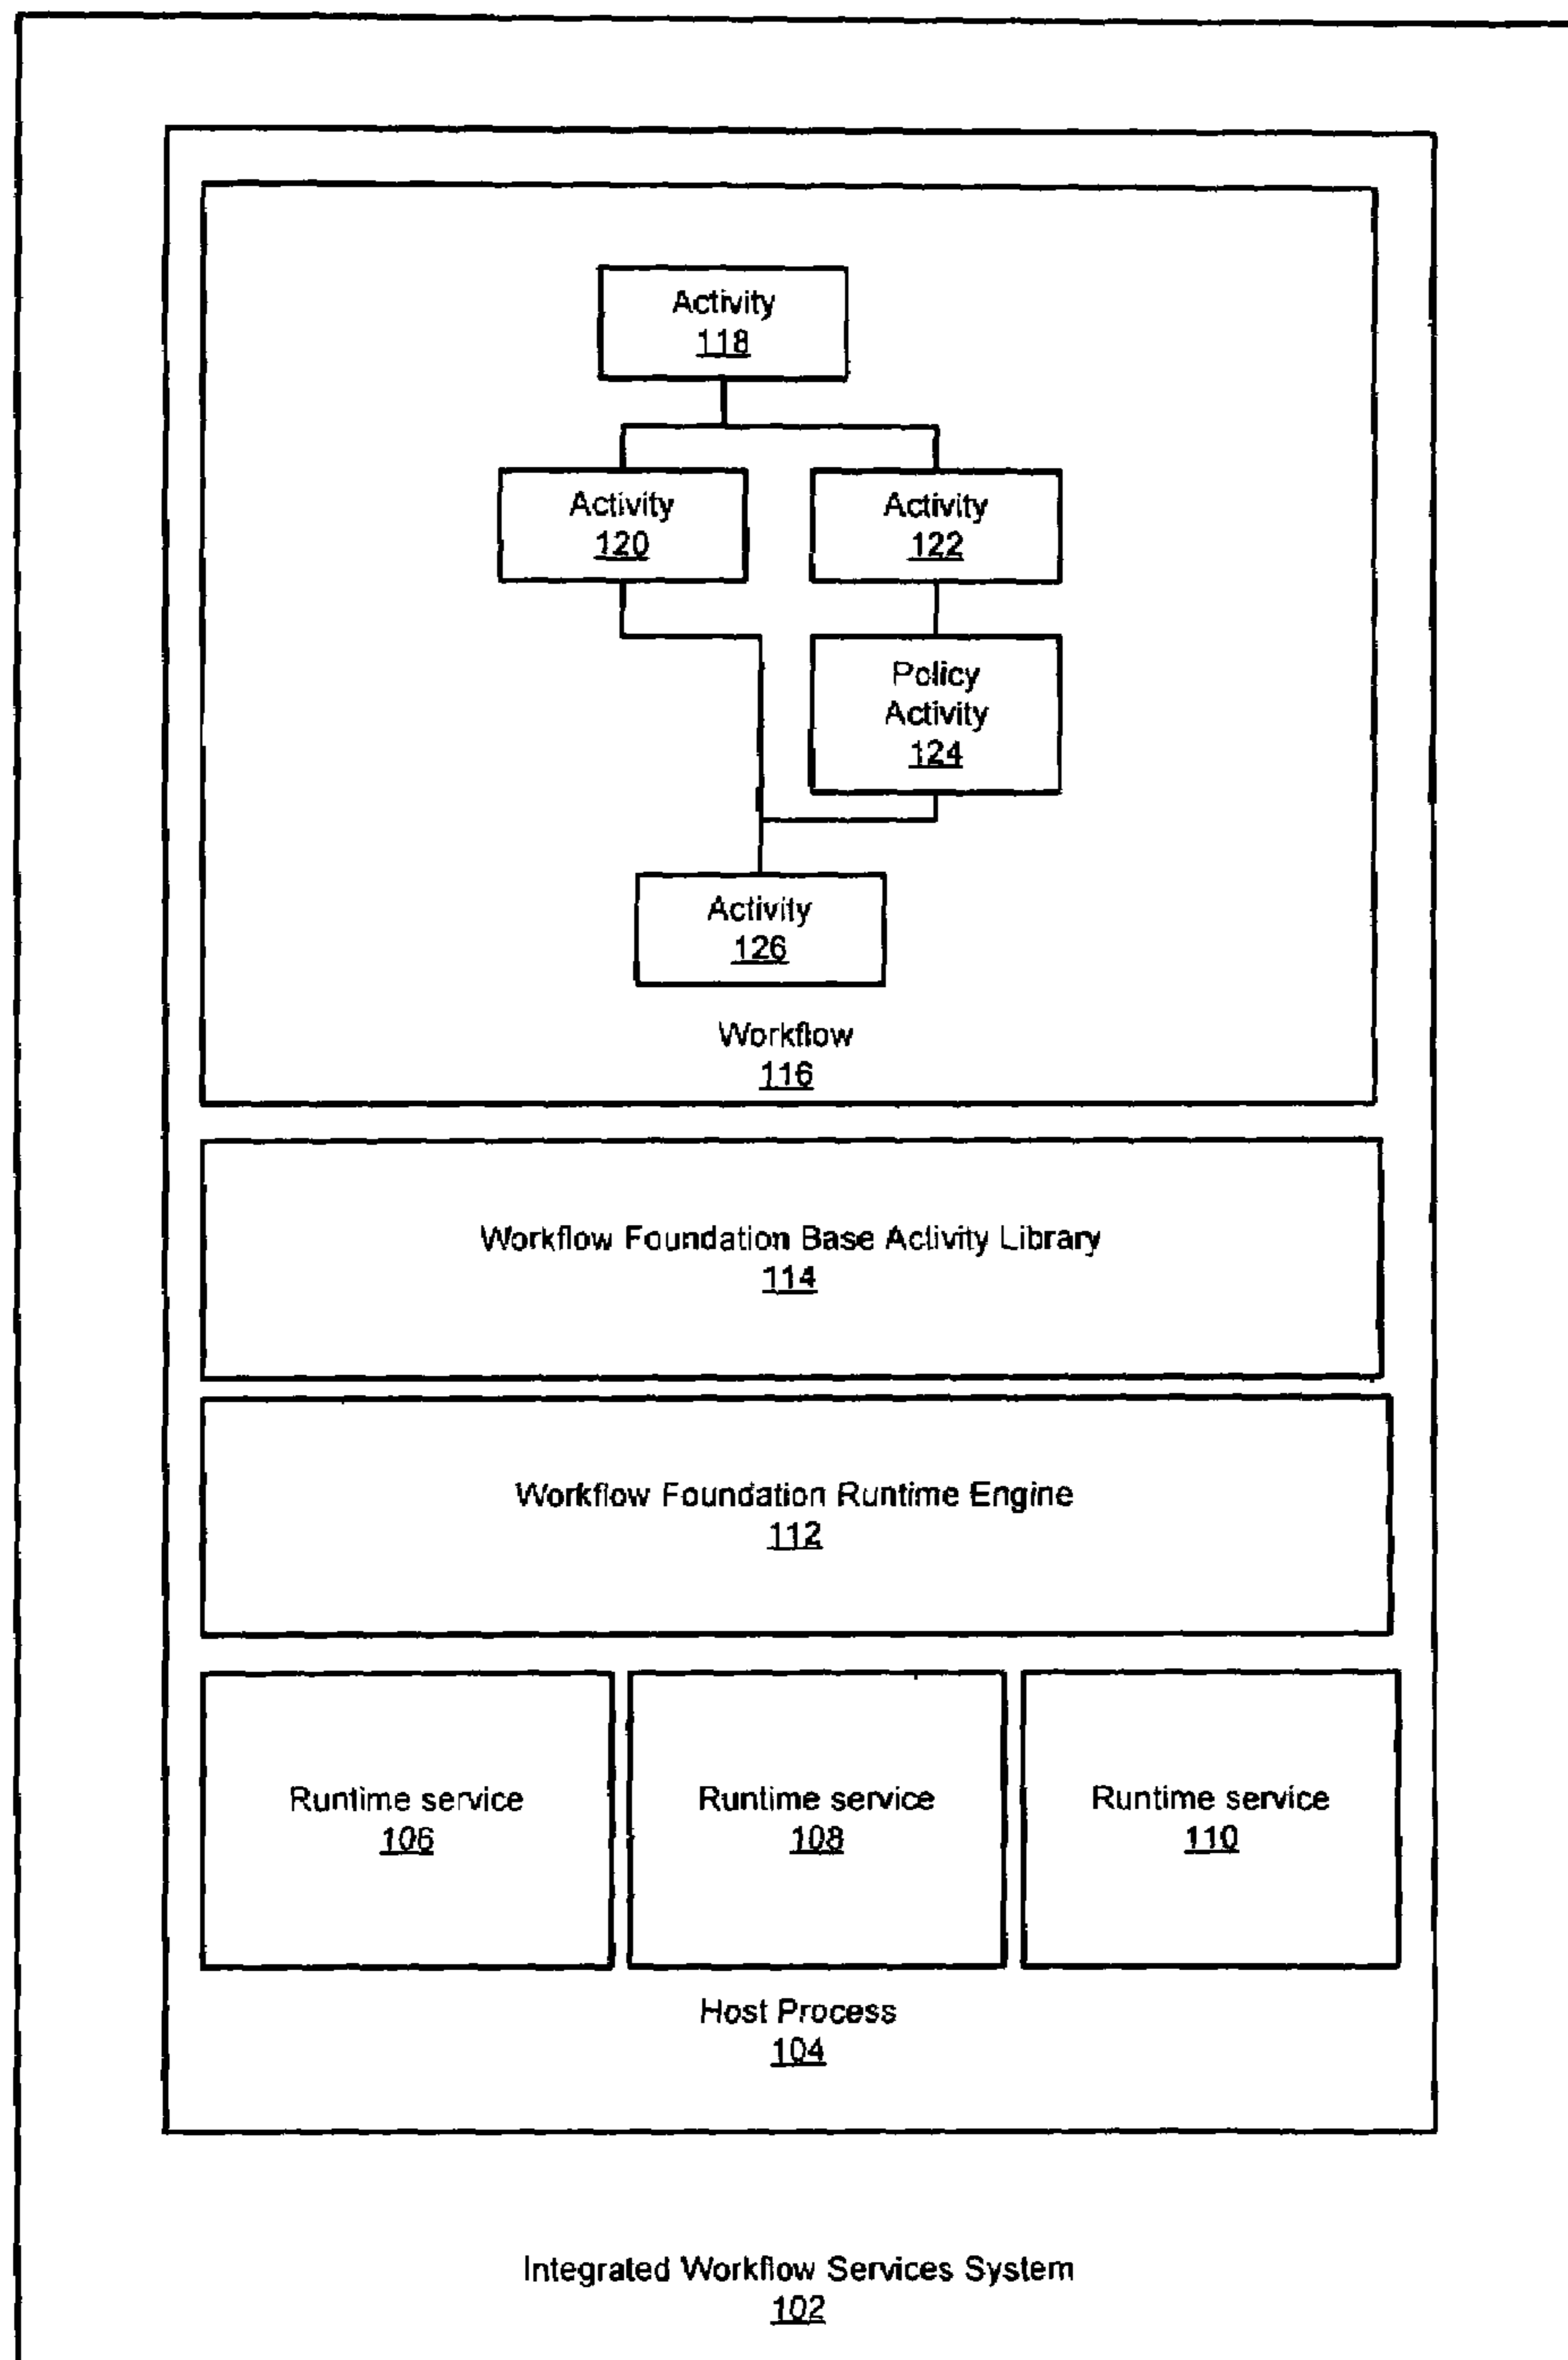 Activity
118
Activity
120
Activity
122
Policy
Activity
124
Activity
126
Workflow
116
Workflow Foundation Base Activity Library
114
Workflow Foundation Runtime Engine
112
Runtime service
106
Runtime service
108
Runtime service
110
Host Process
104
Integrated Workflow Services System
102